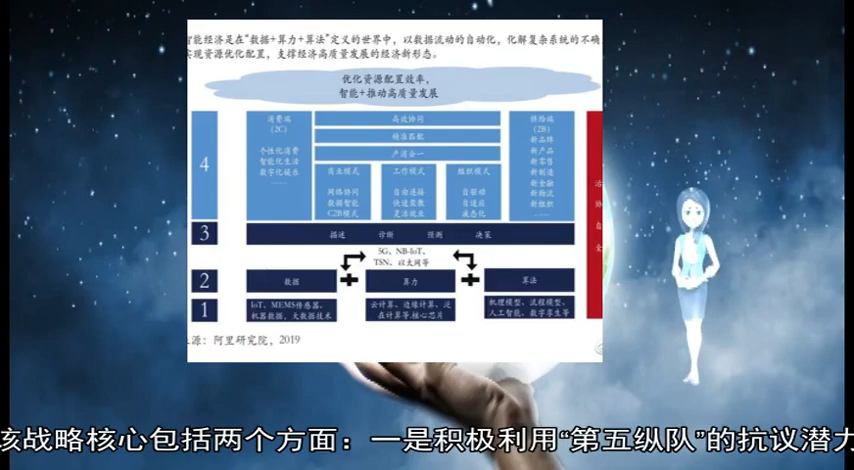 智能经济是在“数据+算力+算法”定义的世界中，以数据流动的自动化，化解复杂系统的不确
实现资源优化配置，支撑经济高质量发展的经济新形态。
优化资源配置效率，
智能+推动高质量发展
4
消费端
（2C）
个性化消费
智能化生活
数字化娱乐
……
高效协同
精准匹配
产消合一
商业模式
网络协同
数据智能
C2B模式
工作模式
自由连接
快速聚散
灵活就业
组织模式
自驱动
自适应
液态化
供给端
（2B）
新品牌
新产品
新零售
新制造
新金融
新物流
新组织
……
协
自
全
3
描述 诊断 预测 决策
5G、NB-IoT、
TSN、以太网等
2
数据
算力
算法
1
IoT、MEMS传感器、
机器数据，大数据技术
云计算、边缘计算、泛
在计算等，核心芯片
机理模型、流程模型、
人工智能、数字孪生等
源：阿里研究院，2019
该战略核心包括两个方面：一是积极利用“第五纵队”的抗议潜力